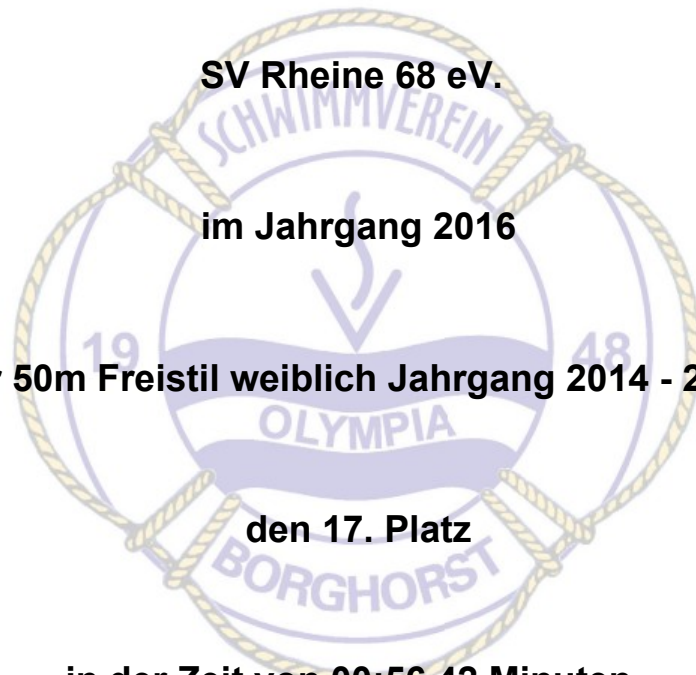 SV Rheine 68 eV.
SCHWIMMVEREIN
im Jahrgang 2016
19 48
50m Freistil weiblich Jahrgang 2014 - 2
OLYMPIA
den 17. Platz
BORGHORST
in der Zeit von 00:56,42 Minuten